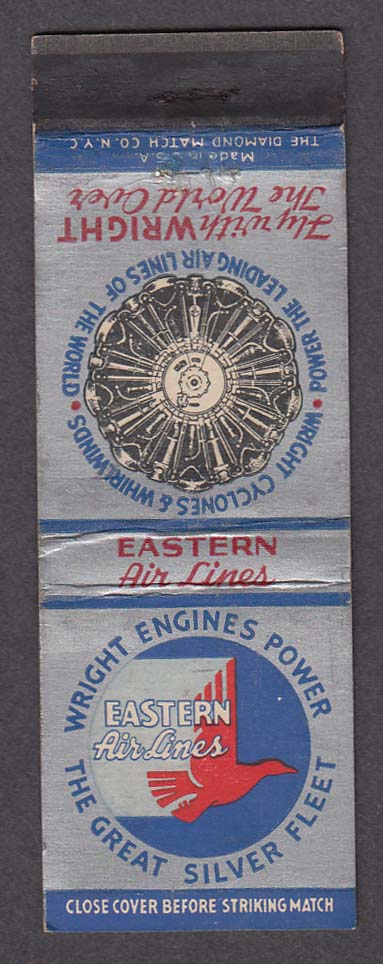 Made in U.S.A.
THE DIAMOND MATCH CO. N.Y.C.
Fly with WRIGHT
The World Over
WRIGHT CYCLONES & WHIRLWINDS • POWER THE LEADING AIR LINES OF THE WORLD •
EASTERN
Air Lines
WRIGHT ENGINES POWER
EASTERN
Air Lines
THE GREAT SILVER FLEET
CLOSE COVER BEFORE STRIKING MATCH